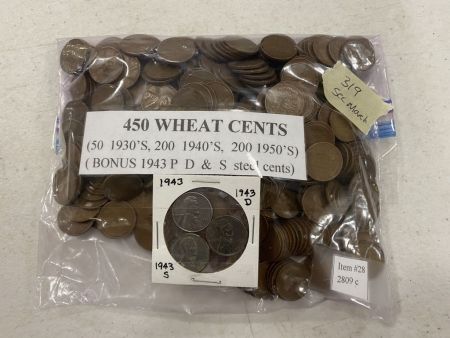 319
450 WHEAT CENTS
(50 1930'S, 200 1940'S, 200 1950'S)
(BONUS 1943 P D & S steel cents)
1943
1943
D
1943
S
Item #28
2809 c